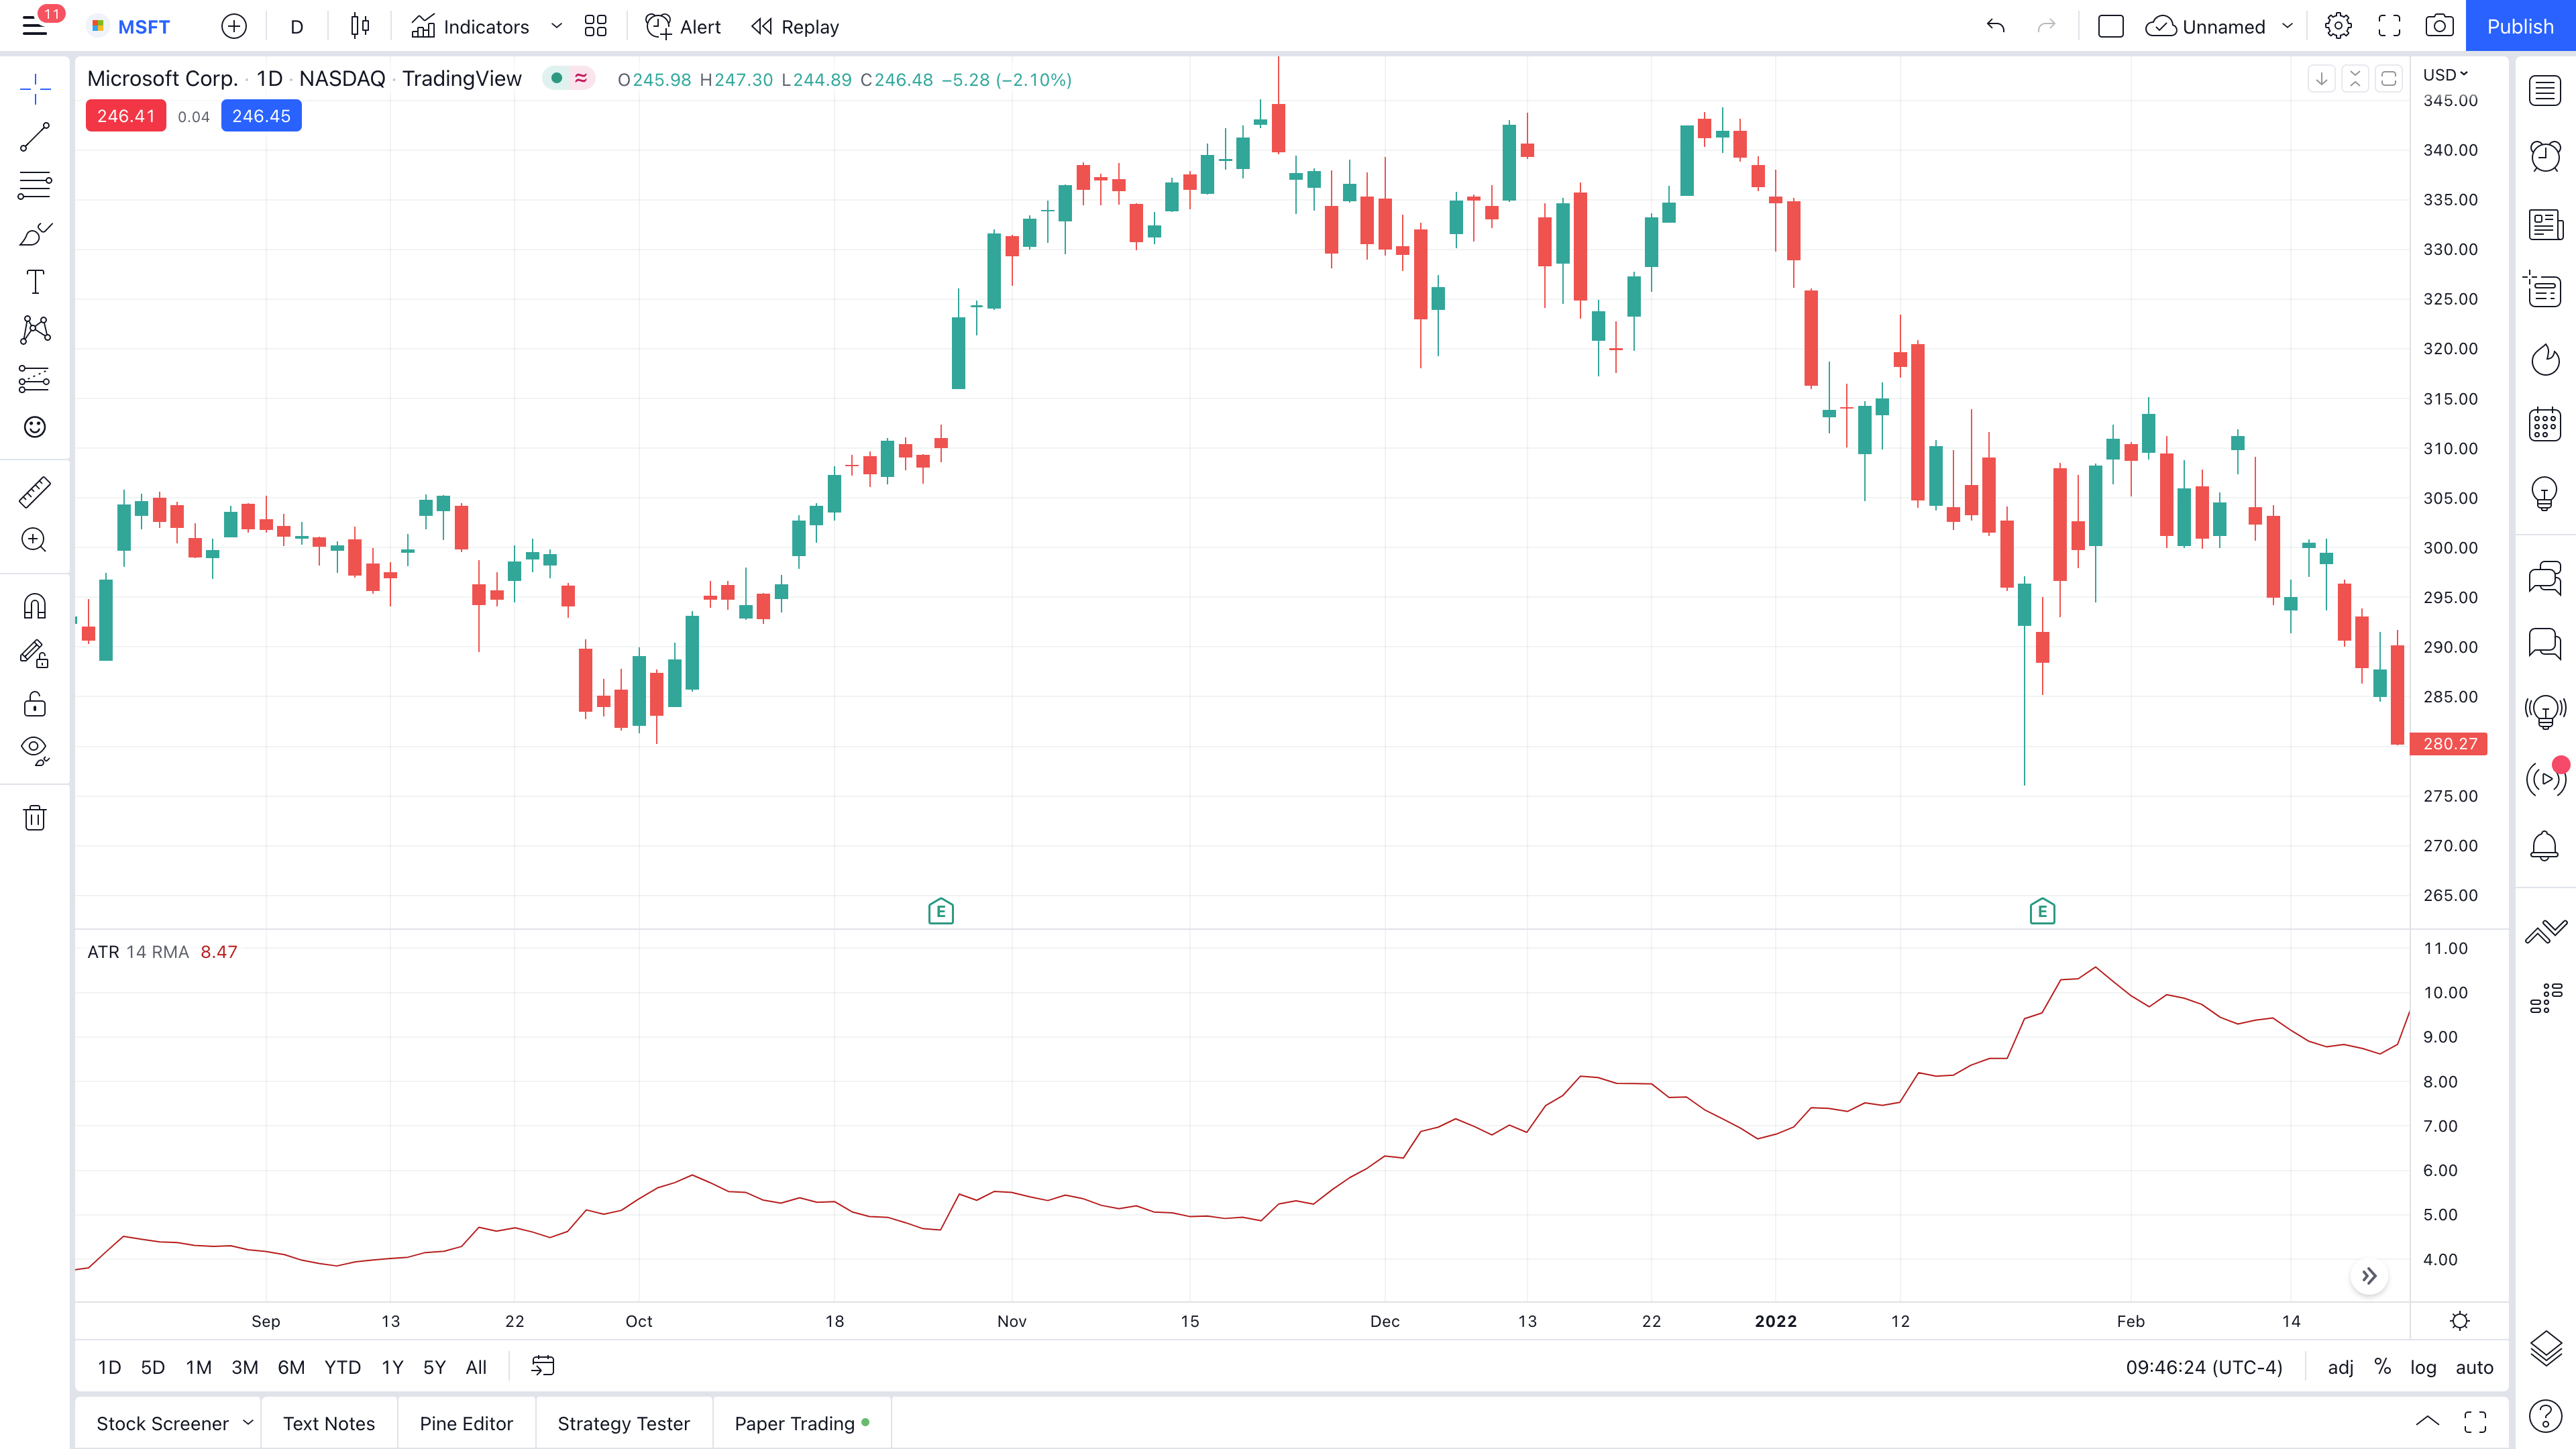 11
MSFT
D
Indicators
Alert
Replay
Unnamed
Publish
Microsoft Corp. · 1D · NASDAQ · TradingView
O245.98 H247.30 L244.89 C246.48 −5.28 (−2.10%)
246.41 0.04 246.45
USD
345.00
340.00
335.00
330.00
325.00
320.00
315.00
310.00
305.00
300.00
295.00
290.00
285.00
280.27
275.00
270.00
265.00
E
E
ATR 14 RMA 8.47
11.00
10.00
9.00
8.00
7.00
6.00
5.00
4.00
Sep 13 22 Oct 18 Nov 15 Dec 13 22 2022 12 Feb 14
1D 5D 1M 3M 6M YTD 1Y 5Y All
09:46:24 (UTC-4)
adj % log auto
Stock Screener
Text Notes
Pine Editor
Strategy Tester
Paper Trading